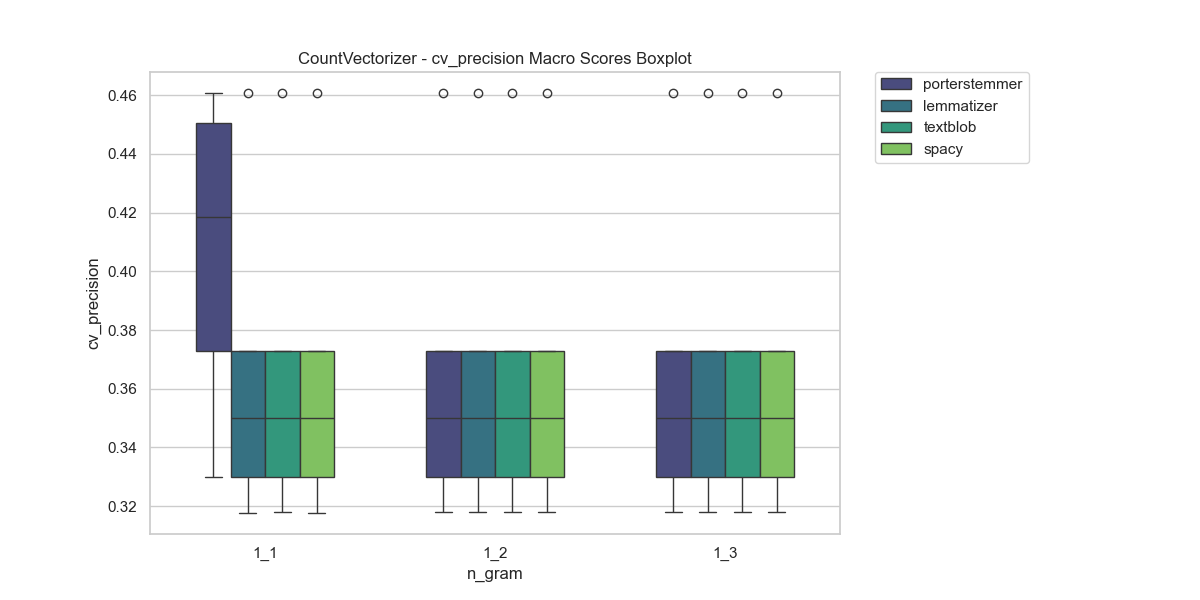 CountVectorizer - cv_precision Macro Scores Boxplot
porterstemmer
lemmatizer
textblob
spacy
cv_precision
0.46
0.44
0.42
0.40
0.38
0.36
0.34
0.32
1_1 1_2 1_3
n_gram